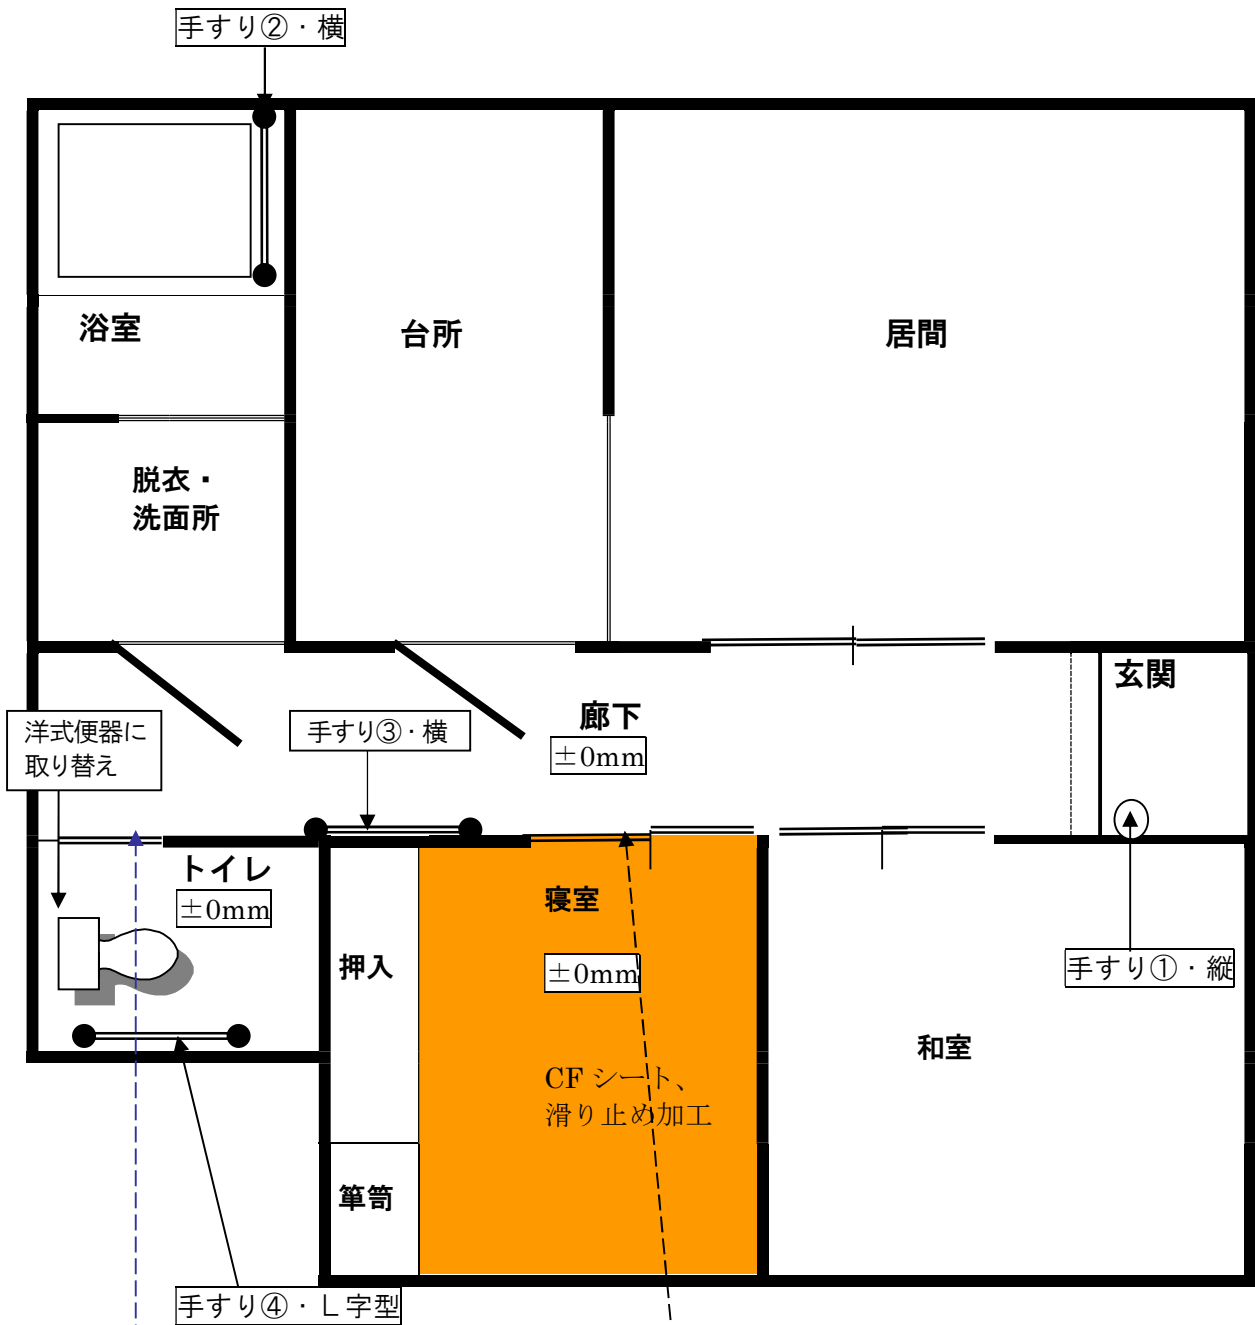 手すり②・横
浴室
台所
居間
脱衣・
洗面所
玄関
洋式便器に
取り替え
手すり③・横
廊下
±0mm
トイレ
±0mm
寝室
±0mm
押入
手すり①・縦
和室
CF シート、
滑り止め加工
箪笥
手すり④・L字型